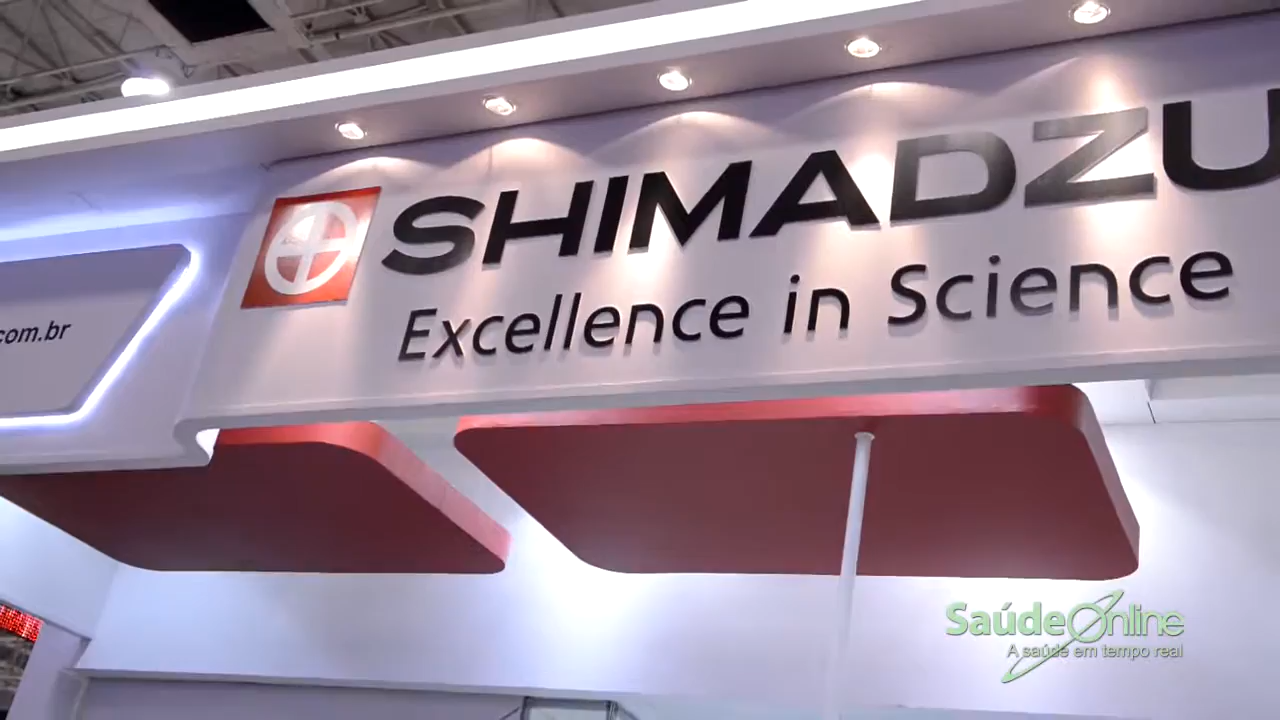 SHIMADZU
Excellence in Science
com.br
SaúdeOnline
A saúde em tempo real